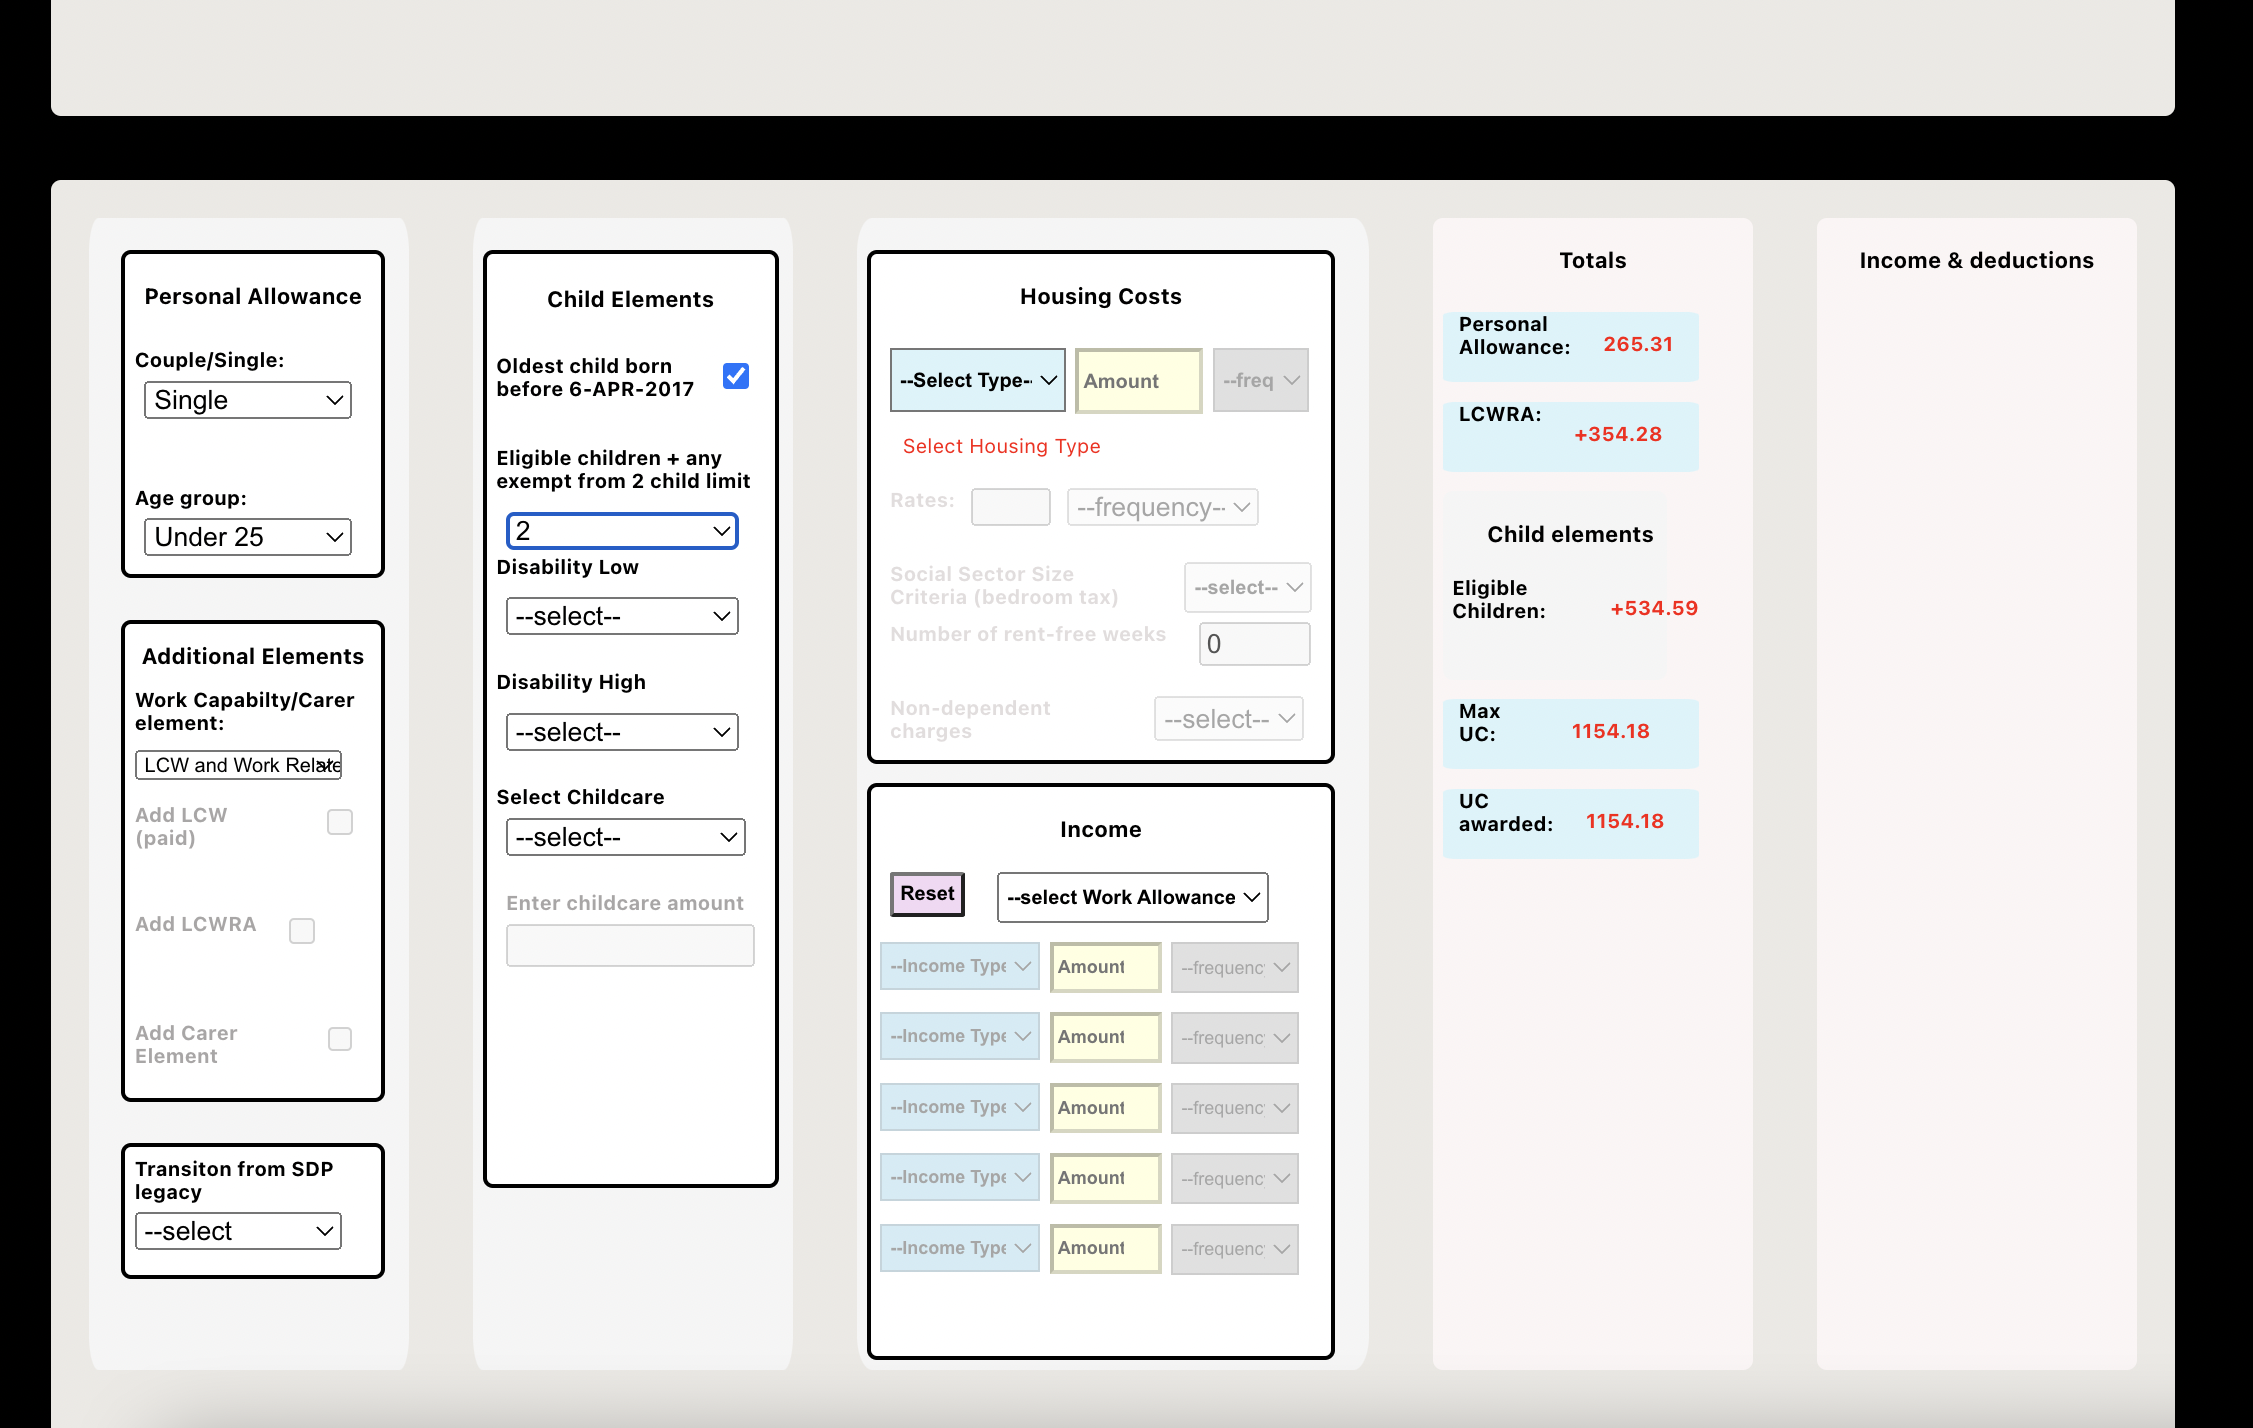 Personal Allowance
Couple/Single:
Single
Age group:
Under 25
Additional Elements
Work Capabilty/Carer
element:
LCW and Work Relate
Add LCW
(paid)
Add LCWRA
Add Carer
Element
Transiton from SDP
legacy
--select
Child Elements
Oldest child born
before 6-APR-2017
Eligible children + any
exempt from 2 child limit
2
Disability Low
--select--
Disability High
--select--
Select Childcare
--select--
Enter childcare amount
Housing Costs
--Select Type-- Amount --freq
Select Housing Type
Rates: --frequency--
Social Sector Size
Criteria (bedroom tax) --select--
Number of rent-free weeks 0
Non-dependent
charges --select--
Income
Reset --select Work Allowance
--Income Type Amount --frequenc
--Income Type Amount --frequenc
--Income Type Amount --frequenc
--Income Type Amount --frequenc
--Income Type Amount --frequenc
Totals
Personal
Allowance: 265.31
LCWRA:
+354.28
Child elements
Eligible
Children: +534.59
Max
UC: 1154.18
UC
awarded: 1154.18
Income & deductions